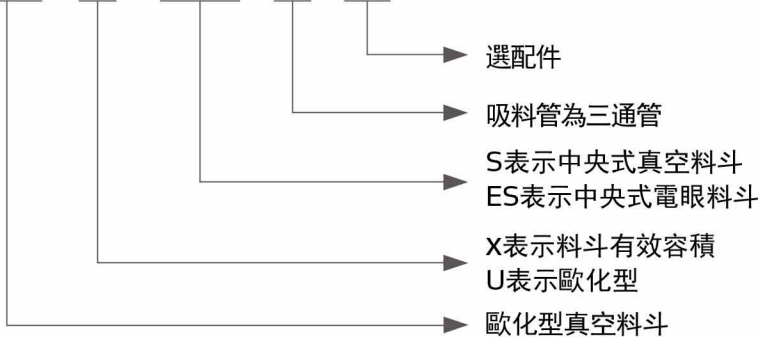 選配件
吸料管為三通管
S表示中央式真空料斗
ES表示中央式電眼料斗
x表示料斗有效容積
U表示歐化型
歐化型真空料斗